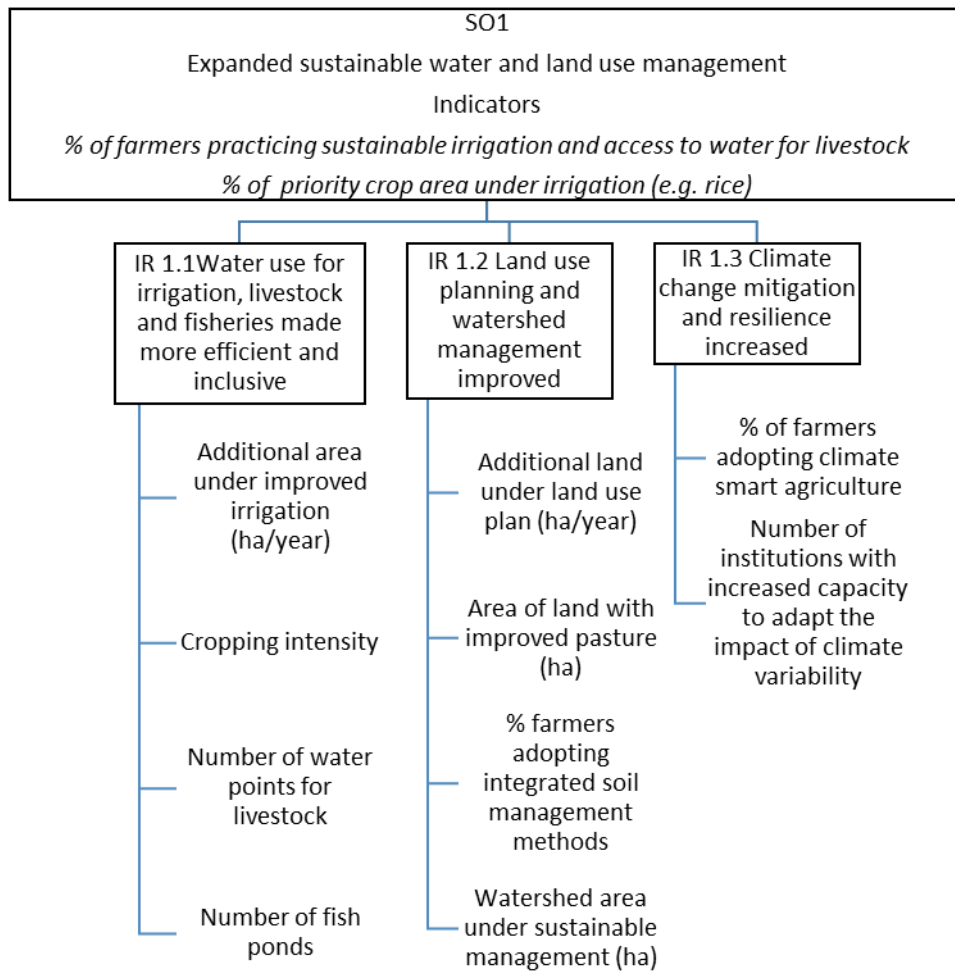 SO1
Expanded sustainable water and land use management
Indicators
% of farmers practicing sustainable irrigation and access to water for livestock
% of  priority crop area under irrigation (e.g. rice)
IR 1.1Water use for
irrigation, livestock
and fisheries made
more efficient and
inclusive
Additional area
under improved
irrigation
(ha/year)
Cropping intensity
Number of water
points for
livestock
Number of fish
ponds
IR 1.2 Land use
planning and
watershed
management
improved
Additional land
under land use
plan (ha/year)
Area of land with
improved pasture
(ha)
% farmers
adopting
integrated soil
management
methods
Watershed area
under sustainable
management (ha)
IR 1.3 Climate
change mitigation
and resilience
increased
% of farmers
adopting climate
smart agriculture
Number of
institutions with
increased capacity
to adapt the
impact of climate
variability